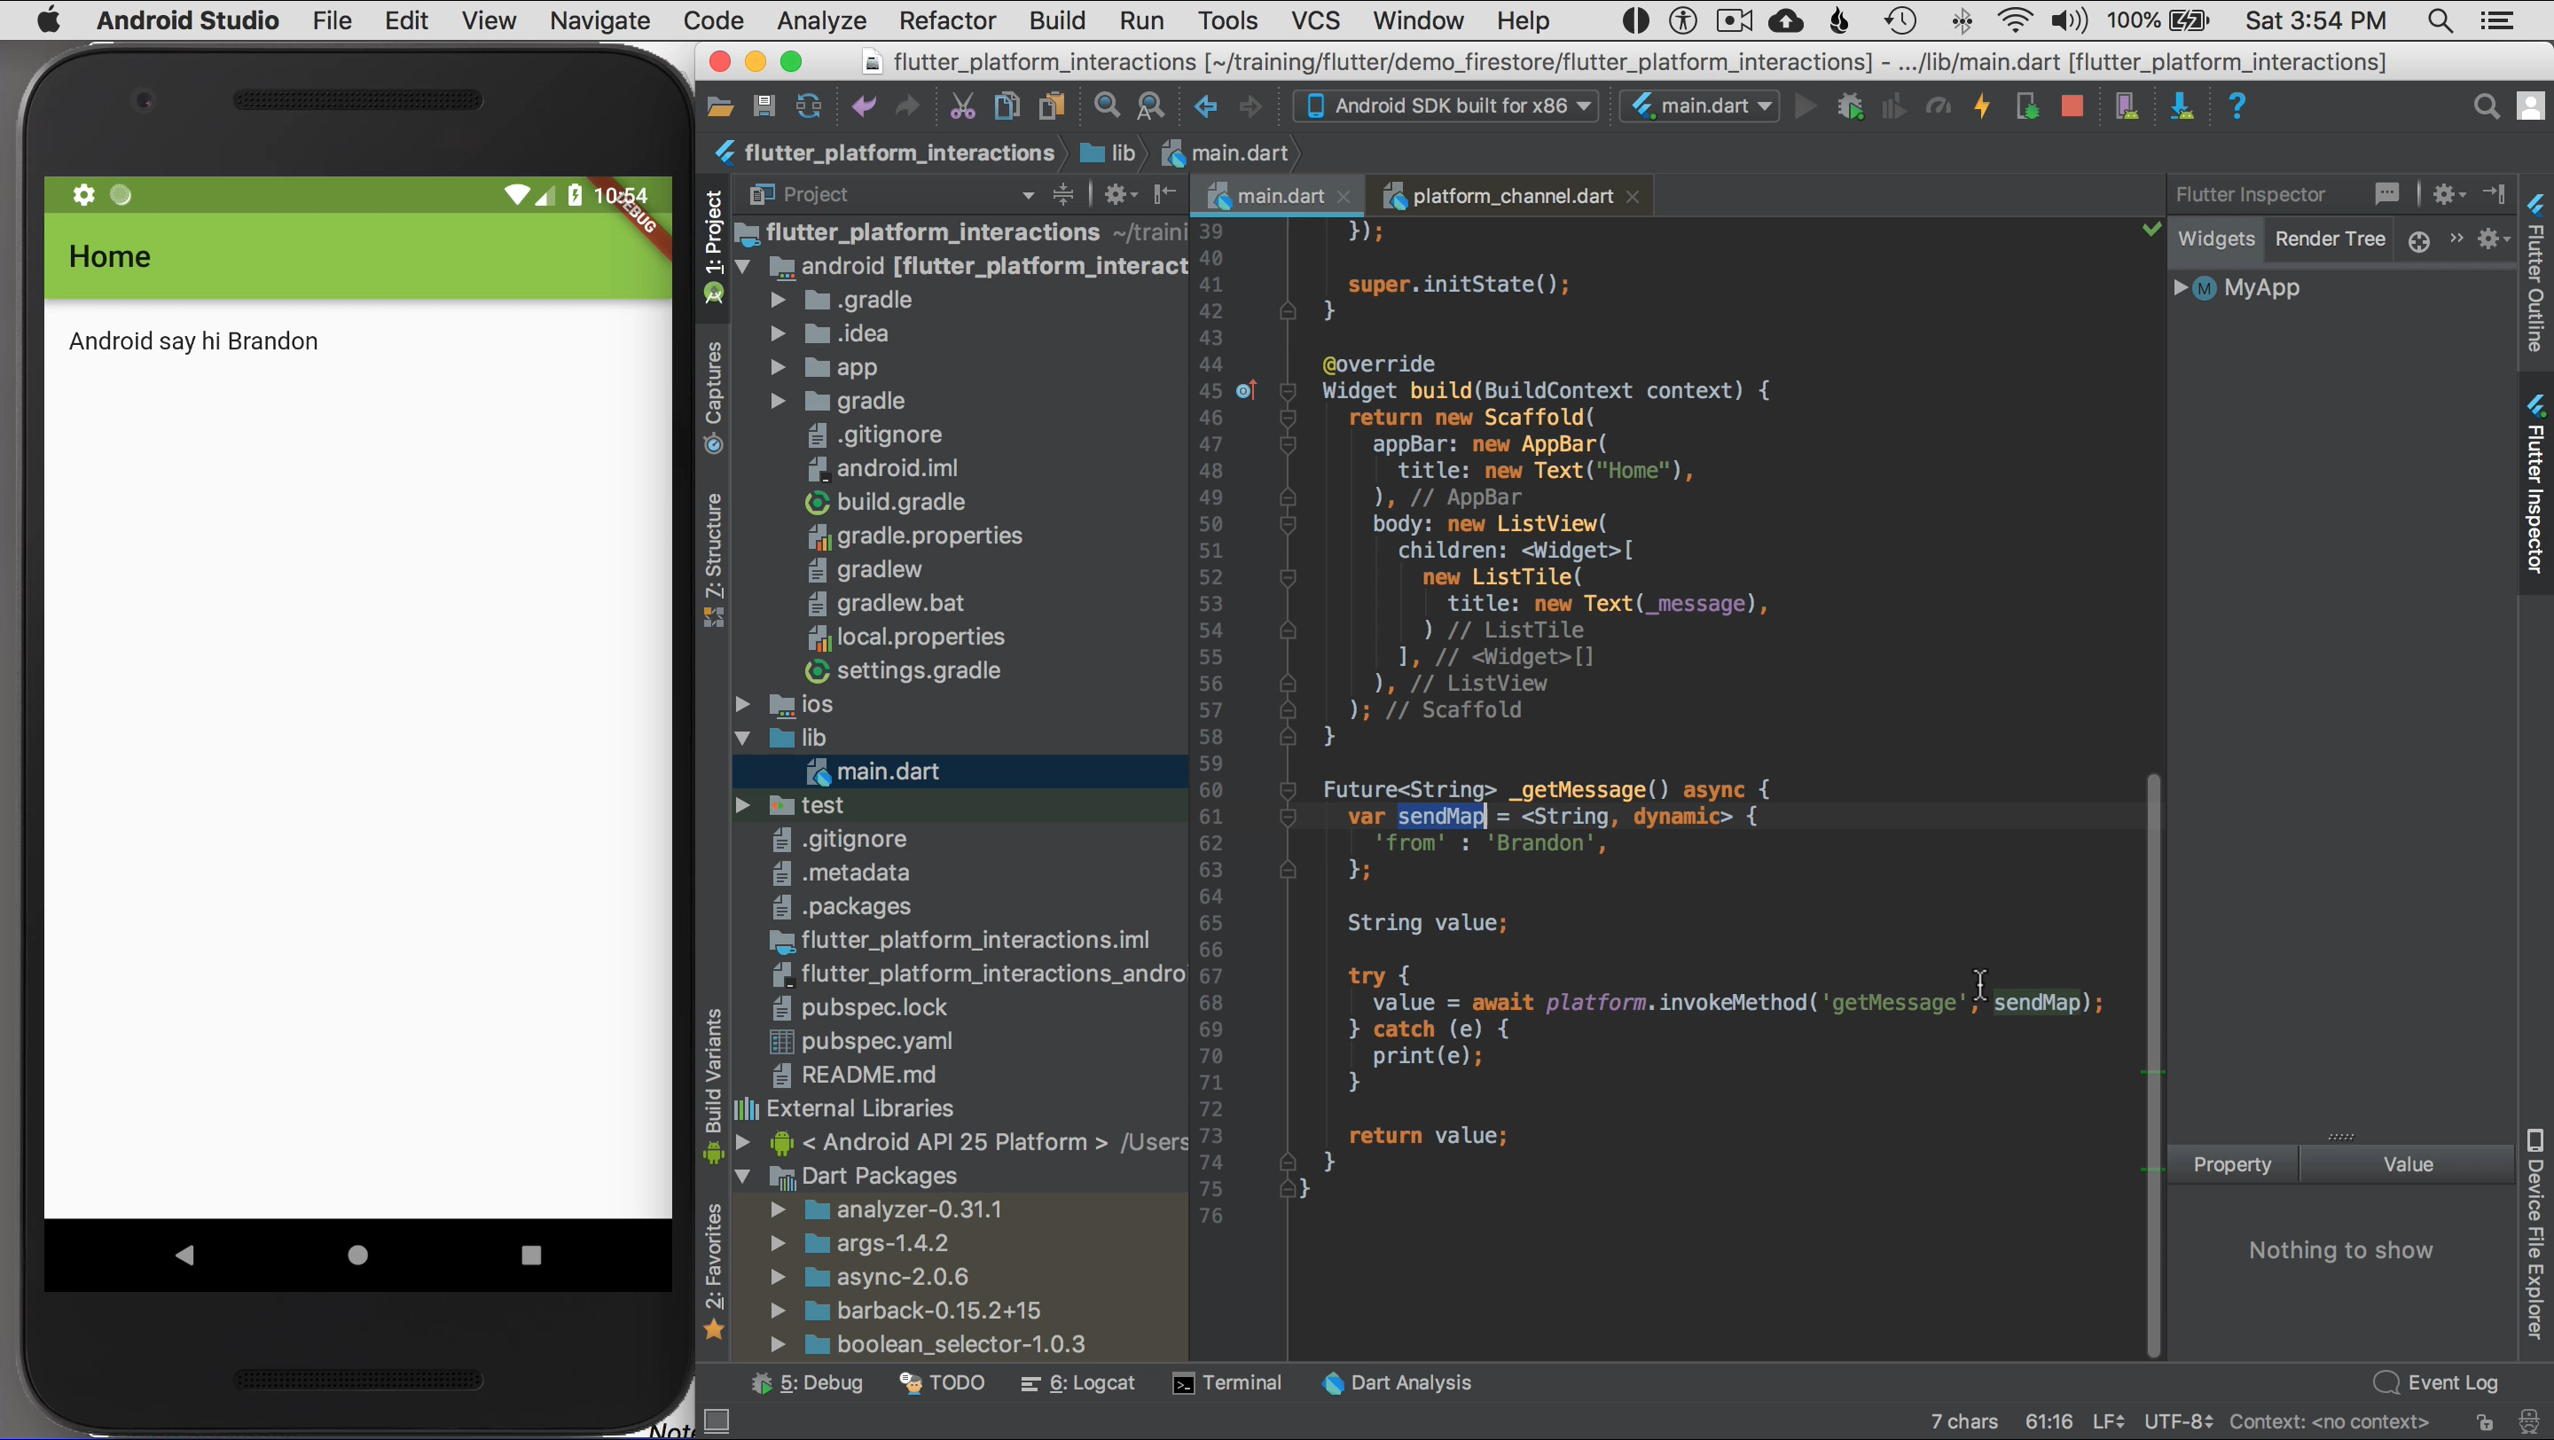 Android Studio File Edit View Navigate Code Analyze Refactor Build Run Tools VCS Window Help 100% Sat 3:54 PM
flutter_platform_interactions [~/training/flutter/demo_firestore/flutter_platform_interactions] - .../lib/main.dart [flutter_platform_interactions]
Android SDK built for x86 main.dart
flutter_platform_interactions lib main.dart
10:54
DEBUG
Home
Android say hi Brandon
Note
1: Project
Captures
7: Structure
Build Variants
2: Favorites
Project
flutter_platform_interactions ~/traini
android [flutter_platform_interact
.gradle
.idea
app
gradle
.gitignore
android.iml
build.gradle
gradle.properties
gradlew
gradlew.bat
local.properties
settings.gradle
ios
lib
main.dart
test
.gitignore
.metadata
.packages
flutter_platform_interactions.iml
flutter_platform_interactions_andro
pubspec.lock
pubspec.yaml
README.md
External Libraries
< Android API 25 Platform > /Users
Dart Packages
analyzer-0.31.1
args-1.4.2
async-2.0.6
barback-0.15.2+15
boolean_selector-1.0.3
main.dart platform_channel.dart
39 });
40
41 super.initState();
42 }
43
44 @override
45 Widget build(BuildContext context) {
46 return new Scaffold(
47 appBar: new AppBar(
48 title: new Text("Home"),
49 ), // AppBar
50 body: new ListView(
51 children: <Widget>[
52 new ListTile(
53 title: new Text(_message),
54 ) // ListTile
55 ], // <Widget>[]
56 ), // ListView
57 ); // Scaffold
58 }
59
60 Future<String> _getMessage() async {
61 var sendMap = <String, dynamic> {
62 'from' : 'Brandon',
63 };
64
65 String value;
66
67 try {
68 value = await platform.invokeMethod('getMessage', sendMap);
69 } catch (e) {
70 print(e);
71 }
72
73 return value;
74 }
75 }
76
Flutter Inspector
Widgets Render Tree
MyApp
Property Value
Nothing to show
Flutter Outline
Flutter Inspector
Device File Explorer
5: Debug TODO 6: Logcat Terminal Dart Analysis Event Log
7 chars 61:16 LF UTF-8 Context: <no context>